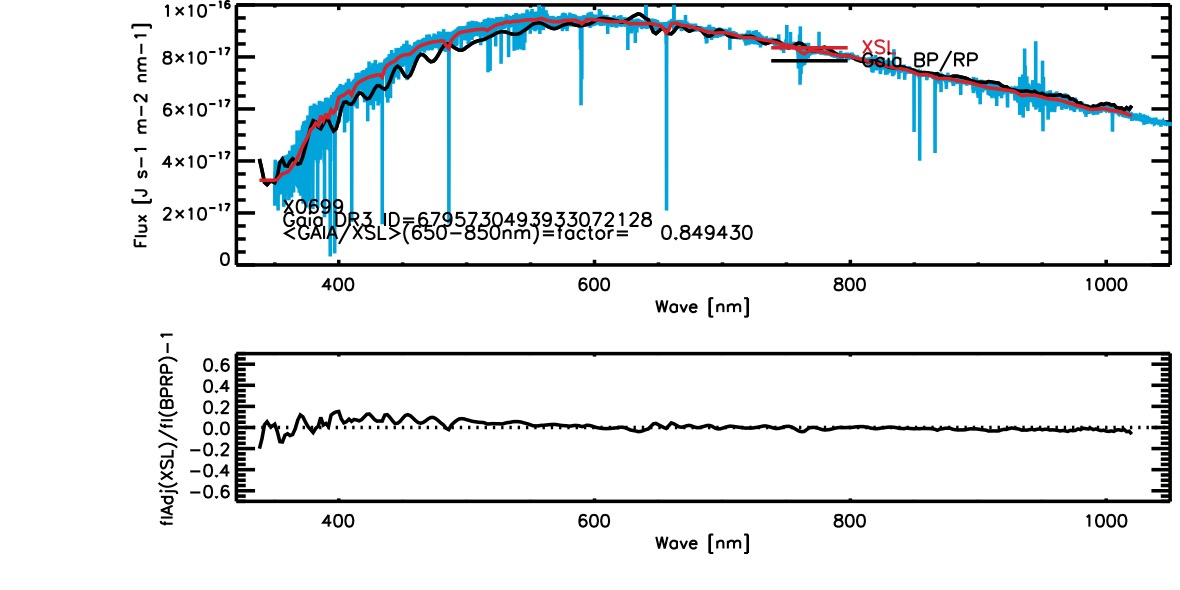 1×10−16
8×10−17
6×10−17
4×10−17
2×10−17
0
Flux [J s−1 m−2 nm−1]
XSL
Gaia BP/RP
X0699
Gaia DR3 ID=6795730493933072128
<GAIA/XSL>(650−850nm)=factor= 0.849430
400 600 800 1000
Wave [nm]
0.6
0.4
0.2
0.0
−0.2
−0.4
−0.6
flAdj(XSL)/fl(BPRP)−1
400 600 800 1000
Wave [nm]